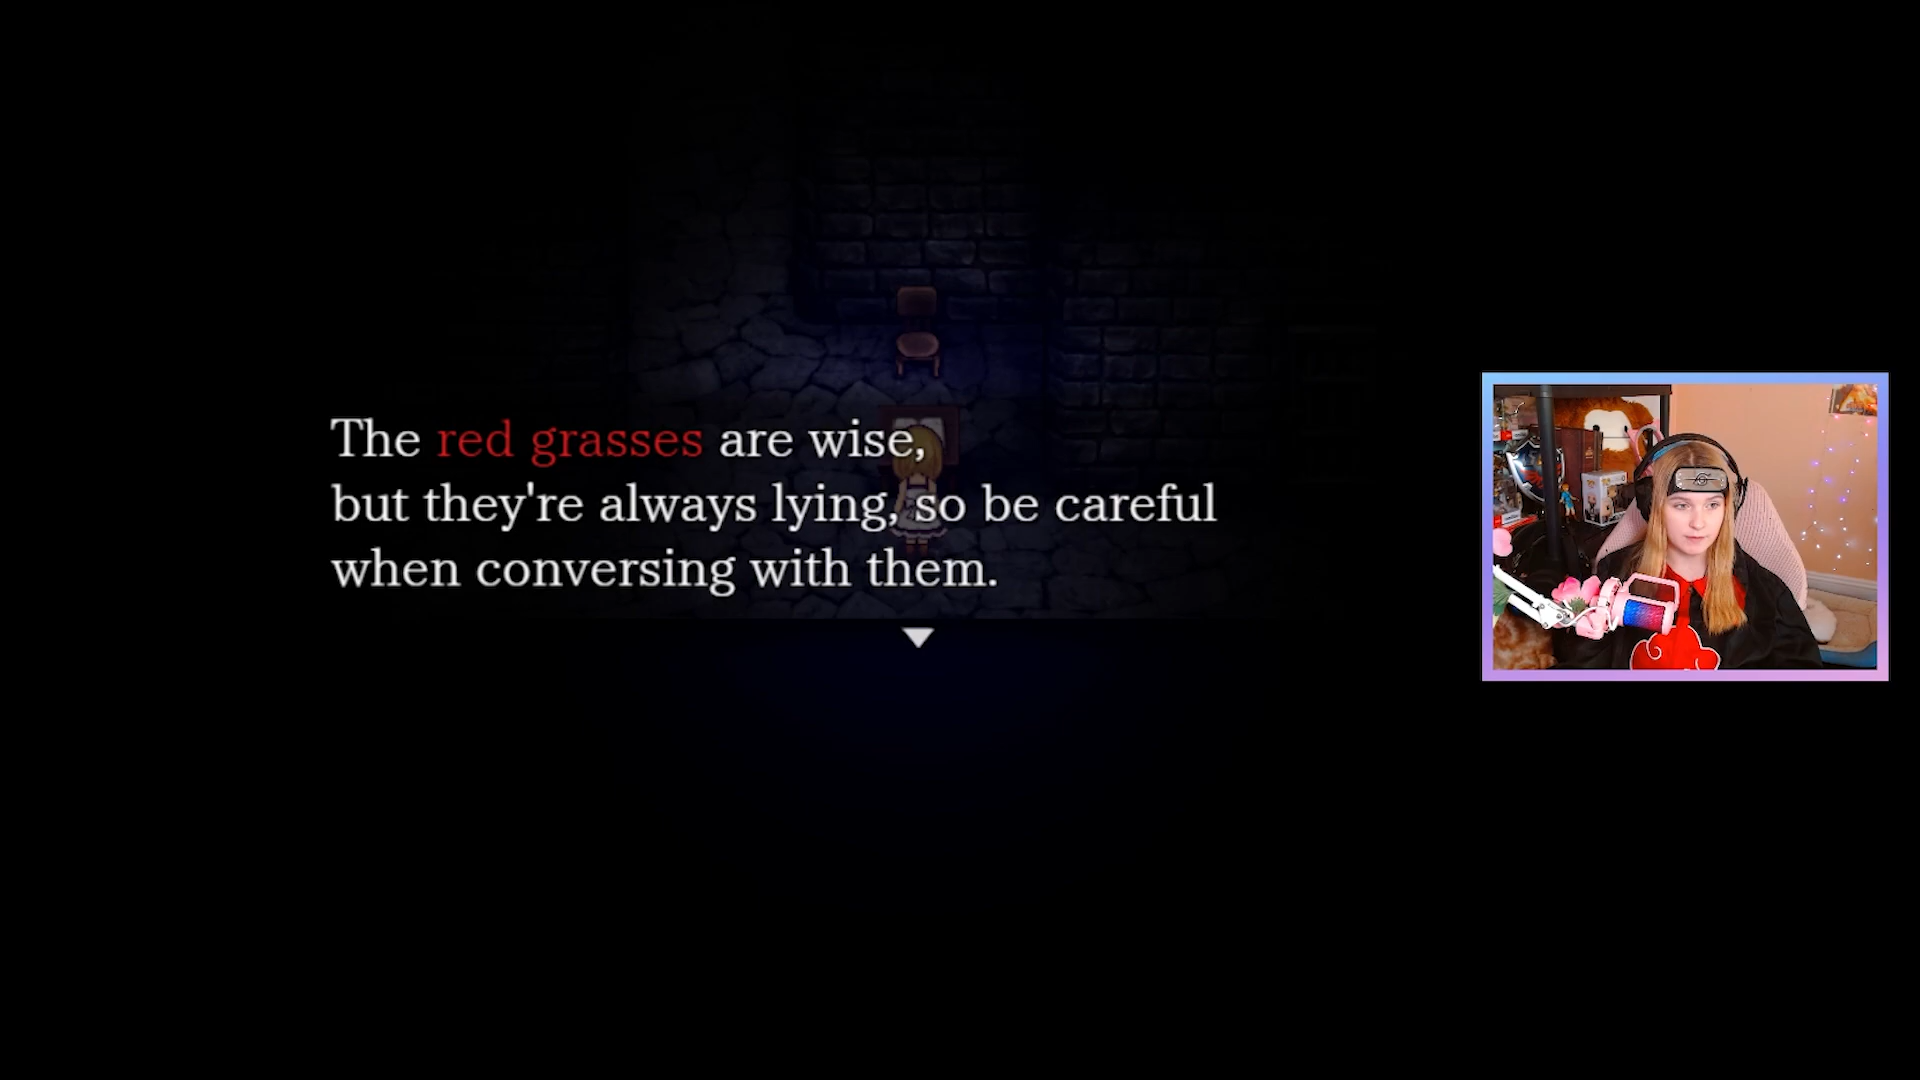 The red grasses are wise,
but they're always lying, so be careful
when conversing with them.